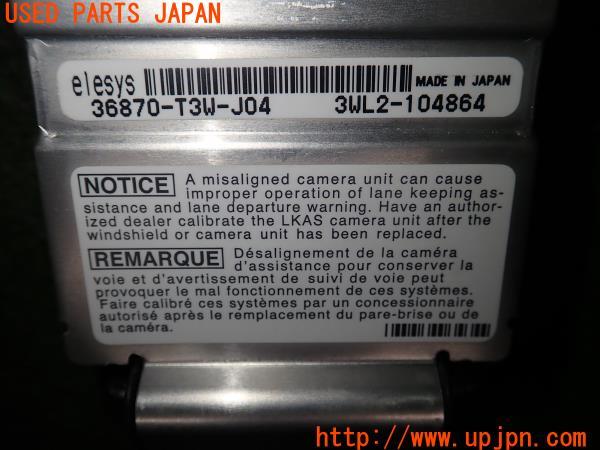 USED PARTS JAPAN
elesys MADE IN JAPAN
36870-T3W-J04 3WL2-104864
NOTICE A misaligned camera unit can cause
improper operation of lane keeping as-
sistance and lane departure warning. Have an author-
ized dealer calibrate the LKAS camera unit after the
windshield or camera unit has been replaced.
REMARQUE Désalignement de la caméra
d'assistance pour conserver la
voie et d'avertissement de suivi de voie peut
provoquer le mal fonctionnement de ces systèmes.
Faire calibré ces systèmes par un concessionnaire
autorisé après le remplacement du pare-brise ou de
la caméra.
http://www.upjpn.com/